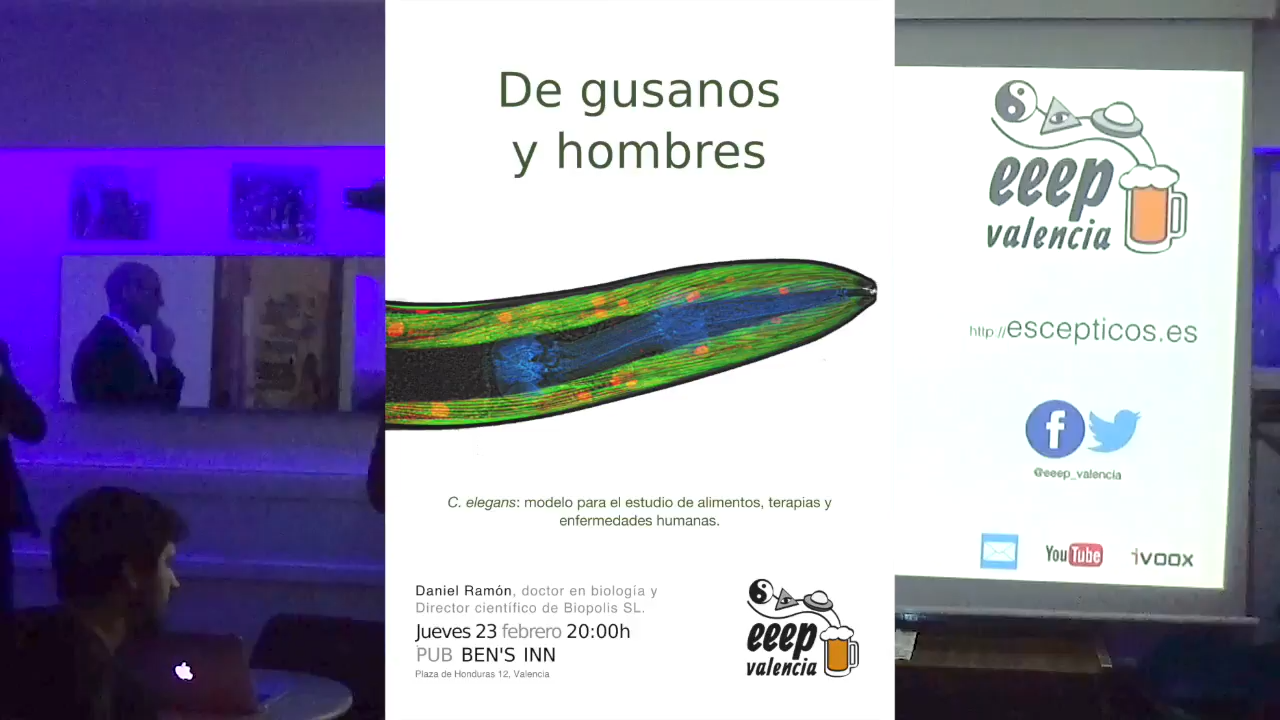 De gusanos
y hombres
C. elegans: modelo para el estudio de alimentos, terapias y
enfermedades humanas.
Daniel Ramón, doctor en biología y
Director científico de Biopolis SL.
Jueves 23 febrero 20:00h
PUB BEN'S INN
Plaza de Honduras 12, Valencia
eeep
valencia
eeep
valencia
http://escepticos.es
f
@eeep_valencia
YouTube
ivoox